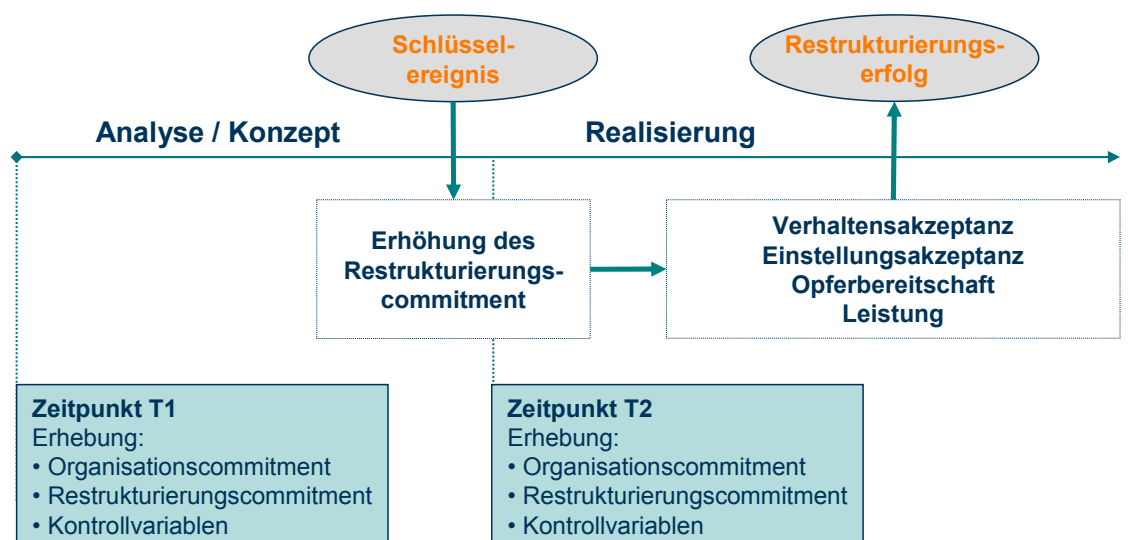 Schlüssel-
ereignis
Restrukturierungs-
erfolg
Analyse / Konzept
Realisierung
Erhöhung des
Restrukturierungs-
commitment
Verhaltensakzeptanz
Einstellungsakzeptanz
Opferbereitschaft
Leistung
Zeitpunkt T1
Erhebung:
• Organisationscommitment
• Restrukturierungscommitment
• Kontrollvariablen
Zeitpunkt T2
Erhebung:
• Organisationscommitment
• Restrukturierungscommitment
• Kontrollvariablen